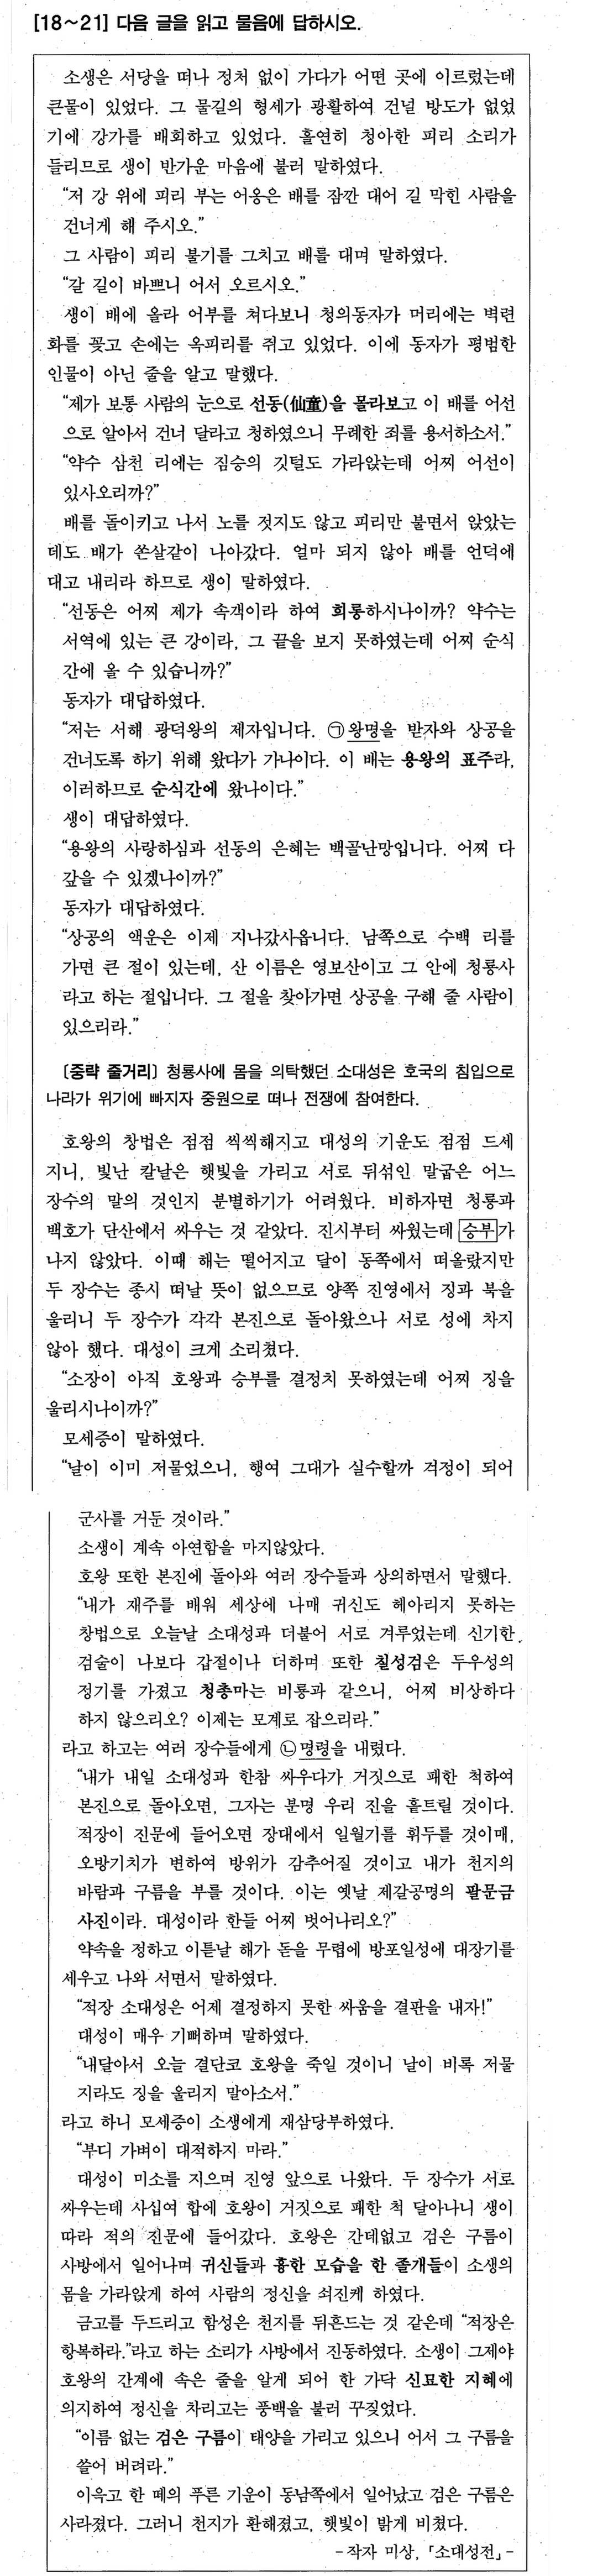 [18~21] 다음 글을 읽고 물음에 답하시오.
소생은 서당을 떠나 정처 없이 가다가 어떤 곳에 이르렀는데
큰물이 있었다. 그 물길의 형세가 광활하여 건널 방도가 없었
기에 강가를 배회하고 있었다. 홀연히 청아한 피리 소리가
들리므로 생이 반가운 마음에 불러 말하였다.
“저 강 위에 피리 부는 어옹은 배를 잠깐 대어 길 막힌 사람을
건너게 해 주시오.”
그 사람이 피리 불기를 그치고 배를 대며 말하였다.
“갈 길이 바쁘니 어서 오르시오.”
생이 배에 올라 어부를 쳐다보니 청의동자가 머리에는 벽련
화를 꽂고 손에는 옥피리를 쥐고 있었다. 이에 동자가 평범한
인물이 아닌 줄을 알고 말했다.
“제가 보통 사람의 눈으로 선동(仙童)을 몰라보고 이 배를 어선
으로 알아서 건너 달라고 청하였으니 무례한 죄를 용서하소서.”
“약수 삼천 리에는 짐승의 깃털도 가라앉는데 어찌 어선이
있사오리까?”
배를 돌이키고 나서 노를 젓지도 않고 피리만 불면서 앉았는
데도 배가 쏜살같이 나아갔다. 얼마 되지 않아 배를 언덕에
대고 내리라 하므로 생이 말하였다.
“선동은 어찌 제가 속객이라 하여 희롱하시나이까? 약수는
서역에 있는 큰 강이라, 그 끝을 보지 못하였는데 어찌 순식
간에 올 수 있습니까?”
동자가 대답하였다.
“저는 서해 광덕왕의 제자입니다. ㉠왕명을 받자와 상공을
건너도록 하기 위해 왔다가 가나이다. 이 배는 용왕의 표주라,
이러하므로 순식간에 왔나이다.”
생이 대답하였다.
“용왕의 사랑하심과 선동의 은혜는 백골난망입니다. 어찌 다
갚을 수 있겠나이까?”
동자가 대답하였다.
“상공의 액운은 이제 지나갔사옵니다. 남쪽으로 수백 리를
가면 큰 절이 있는데, 산 이름은 영보산이고 그 안에 청룡사
라고 하는 절입니다. 그 절을 찾아가면 상공을 구해 줄 사람이
있으리라.”
[중략 줄거리] 청룡사에 몸을 의탁했던 소대성은 호국의 침입으로
나라가 위기에 빠지자 중원으로 떠나 전쟁에 참여한다.
호왕의 창법은 점점 씩씩해지고 대성의 기운도 점점 드세
지니, 빛난 칼날은 햇빛을 가리고 서로 뒤섞인 말굽은 어느
장수의 말의 것인지 분별하기가 어려웠다. 비하자면 청룡과
백호가 단산에서 싸우는 것 같았다. 진시부터 싸웠는데 승부가
나지 않았다. 이때 해는 떨어지고 달이 동쪽에서 떠올랐지만
두 장수는 종시 떠날 뜻이 없으므로 양쪽 진영에서 징과 북을
울리니 두 장수가 각각 본진으로 돌아왔으나 서로 성에 차지
않아 했다. 대성이 크게 소리쳤다.
“소장이 아직 호왕과 승부를 결정치 못하였는데 어찌 징을
울리시나이까?”
모세증이 말하였다.
“날이 이미 저물었으니, 행여 그대가 실수할까 걱정이 되어
군사를 거둔 것이라.”
소생이 계속 아연함을 마지않았다.
호왕 또한 본진에 돌아와 여러 장수들과 상의하면서 말했다.
“내가 재주를 배워 세상에 나매 귀신도 헤아리지 못하는
창법으로 오늘날 소대성과 더불어 서로 겨루었는데 신기한
검술이 나보다 갑절이나 더하며 또한 칠성검은 두우성의
정기를 가졌고 청총마는 비룡과 같으니, 어찌 비상하다
하지 않으리오? 이제는 모계로 잡으리라.”
라고 하고는 여러 장수들에게 ㉡명령을 내렸다.
“내가 내일 소대성과 한참 싸우다가 거짓으로 패한 척하여
본진으로 돌아오면, 그자는 분명 우리 진을 흩트릴 것이다.
적장이 진문에 들어오면 장대에서 일월기를 휘두를 것이매,
오방기치가 변하여 방위가 감추어질 것이고 내가 천지의
바람과 구름을 부를 것이다. 이는 옛날 제갈공명의 팔문금
사진이라. 대성이라 한들 어찌 벗어나리오?”
약속을 정하고 이튿날 해가 돋을 무렵에 방포일성에 대장기를
세우고 나와 서면서 말하였다.
“적장 소대성은 어제 결정하지 못한 싸움을 결판을 내자!”
대성이 매우 기뻐하며 말하였다.
“내달아서 오늘 결단코 호왕을 죽일 것이니 날이 비록 저물
지라도 징을 울리지 말아소서.”
라고 하니 모세증이 소생에게 재삼당부하였다.
“부디 가벼이 대적하지 마라.”
대성이 미소를 지으며 진영 앞으로 나왔다. 두 장수가 서로
싸우는데 사십여 합에 호왕이 거짓으로 패한 척 달아나니 생이
따라 적의 진문에 들어갔다. 호왕은 간데없고 검은 구름이
사방에서 일어나며 귀신들과 흉한 모습을 한 졸개들이 소생의
몸을 가라앉게 하여 사람의 정신을 쇠진케 하였다.
금고를 두드리고 함성은 천지를 뒤흔드는 것 같은데 “적장은
항복하라.”라고 하는 소리가 사방에서 진동하였다. 소생이 그제야
호왕의 간계에 속은 줄을 알게 되어 한 가닥 신묘한 지혜에
의지하여 정신을 차리고는 풍백을 불러 꾸짖었다.
“이름 없는 검은 구름이 태양을 가리고 있으니 어서 그 구름을
쓸어 버려라.”
이윽고 한 떼의 푸른 기운이 동남쪽에서 일어났고 검은 구름은
사라졌다. 그러니 천지가 환해졌고, 햇빛이 밝게 비쳤다.
- 작자 미상, 「소대성전」 -